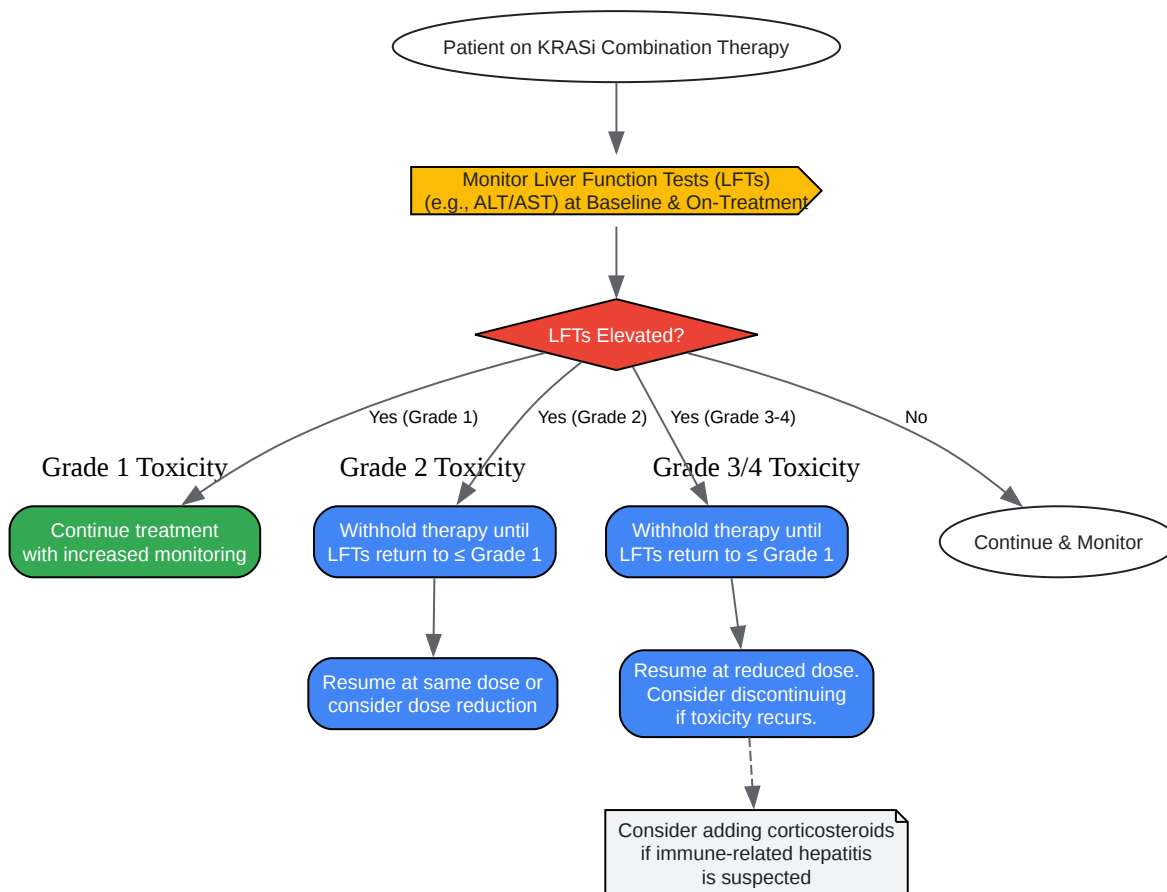 Patient on KRASi Combination Therapy
Monitor Liver Function Tests (LFTs)
(e.g., ALT/AST) at Baseline & On-Treatment
LFTs Elevated?
Yes (Grade 1)
Yes (Grade 2)
Yes (Grade 3-4)
No
Grade 1 Toxicity
Grade 2 Toxicity
Grade 3/4 Toxicity
Continue treatment
with increased monitoring
Withhold therapy until
LFTs return to ≤ Grade 1
Withhold therapy until
LFTs return to ≤ Grade 1
Continue & Monitor
Resume at same dose or
consider dose reduction
Resume at reduced dose.
Consider discontinuing
if toxicity recurs.
Consider adding corticosteroids
if immune-related hepatitis
is suspected